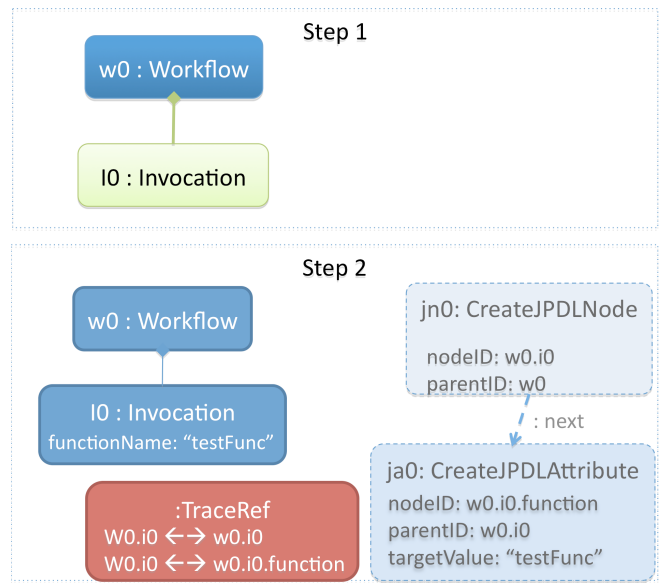 Step 1
w0 : Workflow
I0 : Invocation
Step 2
w0 : Workflow
I0 : Invocation
functionName: “testFunc”
:TraceRef
W0.i0 ←→ w0.i0
W0.i0 ←→ w0.i0.function
jn0: CreateJPDLNode
nodeID: w0.i0
parentID: w0
: next
ja0: CreateJPDLAttribute
nodeID: w0.i0.function
parentID: w0.i0
targetValue: “testFunc”